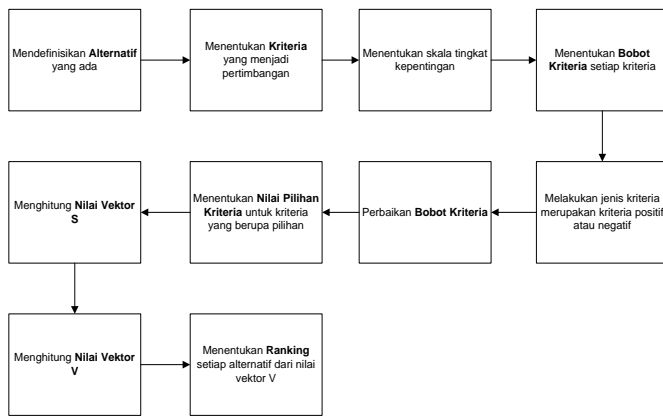 Mendefinisikan Alternatif
yang ada
Menentukan Kriteria
yang menjadi
pertimbangan
Menentukan skala tingkat
kepentingan
Menentukan Bobot
Kriteria setiap kriteria
Menghitung Nilai Vektor
S
Menentukan Nilai Pilihan
Kriteria untuk kriteria
yang berupa pilihan
Perbaikan Bobot Kriteria
Melakukan jenis kriteria
merupakan kriteria positif
atau negatif
Menghitung Nilai Vektor
V
Menentukan Ranking
setiap alternatif dari nilai
vektor V